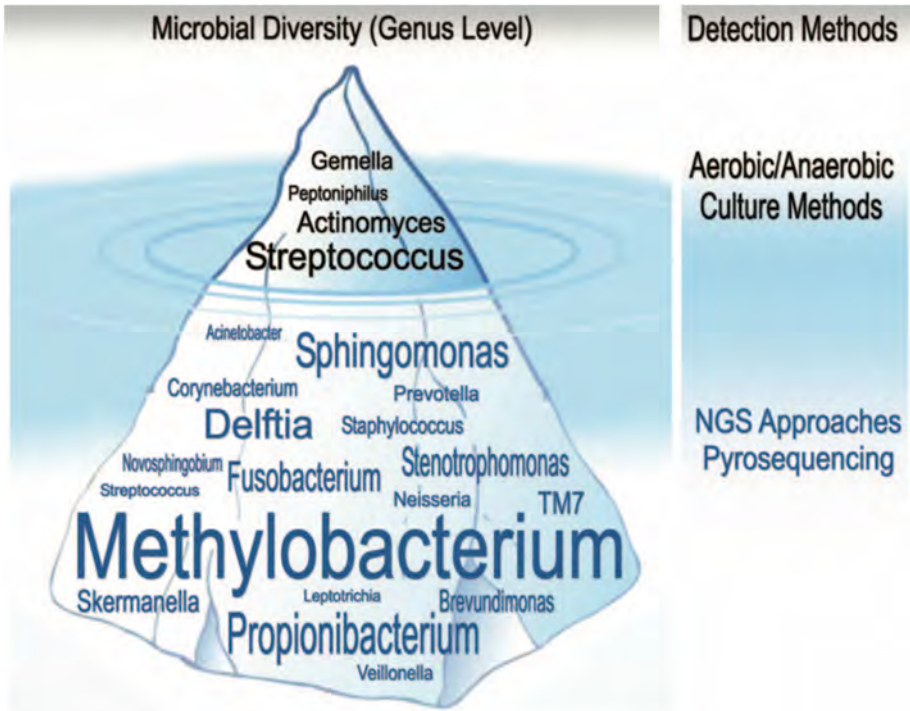 Microbial Diversity (Genus Level)
Detection Methods
Gemella
Peptoniphilus
Actinomyces
Streptococcus
Aerobic/Anaerobic
Culture Methods
Acinetobacter
Sphingomonas
Corynebacterium
Prevotella
Delftia
Staphylococcus
Novosphingobium
Fusobacterium
Stenotrophomonas
Streptococcus
Neisseria
TM7
Methylobacterium
Skermanella
Leptotrichia
Brevundimonas
Propionibacterium
Veillonella
NGS Approaches
Pyrosequencing